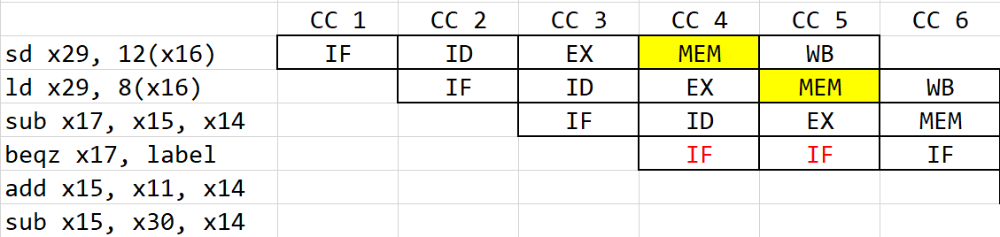 CC 1 CC 2 CC 3 CC 4 CC 5 CC 6
sd x29, 12(x16) IF ID EX MEM WB
ld x29, 8(x16) IF ID EX MEM WB
sub x17, x15, x14 IF ID EX MEM
beqz x17, label IF IF IF
add x15, x11, x14
sub x15, x30, x14